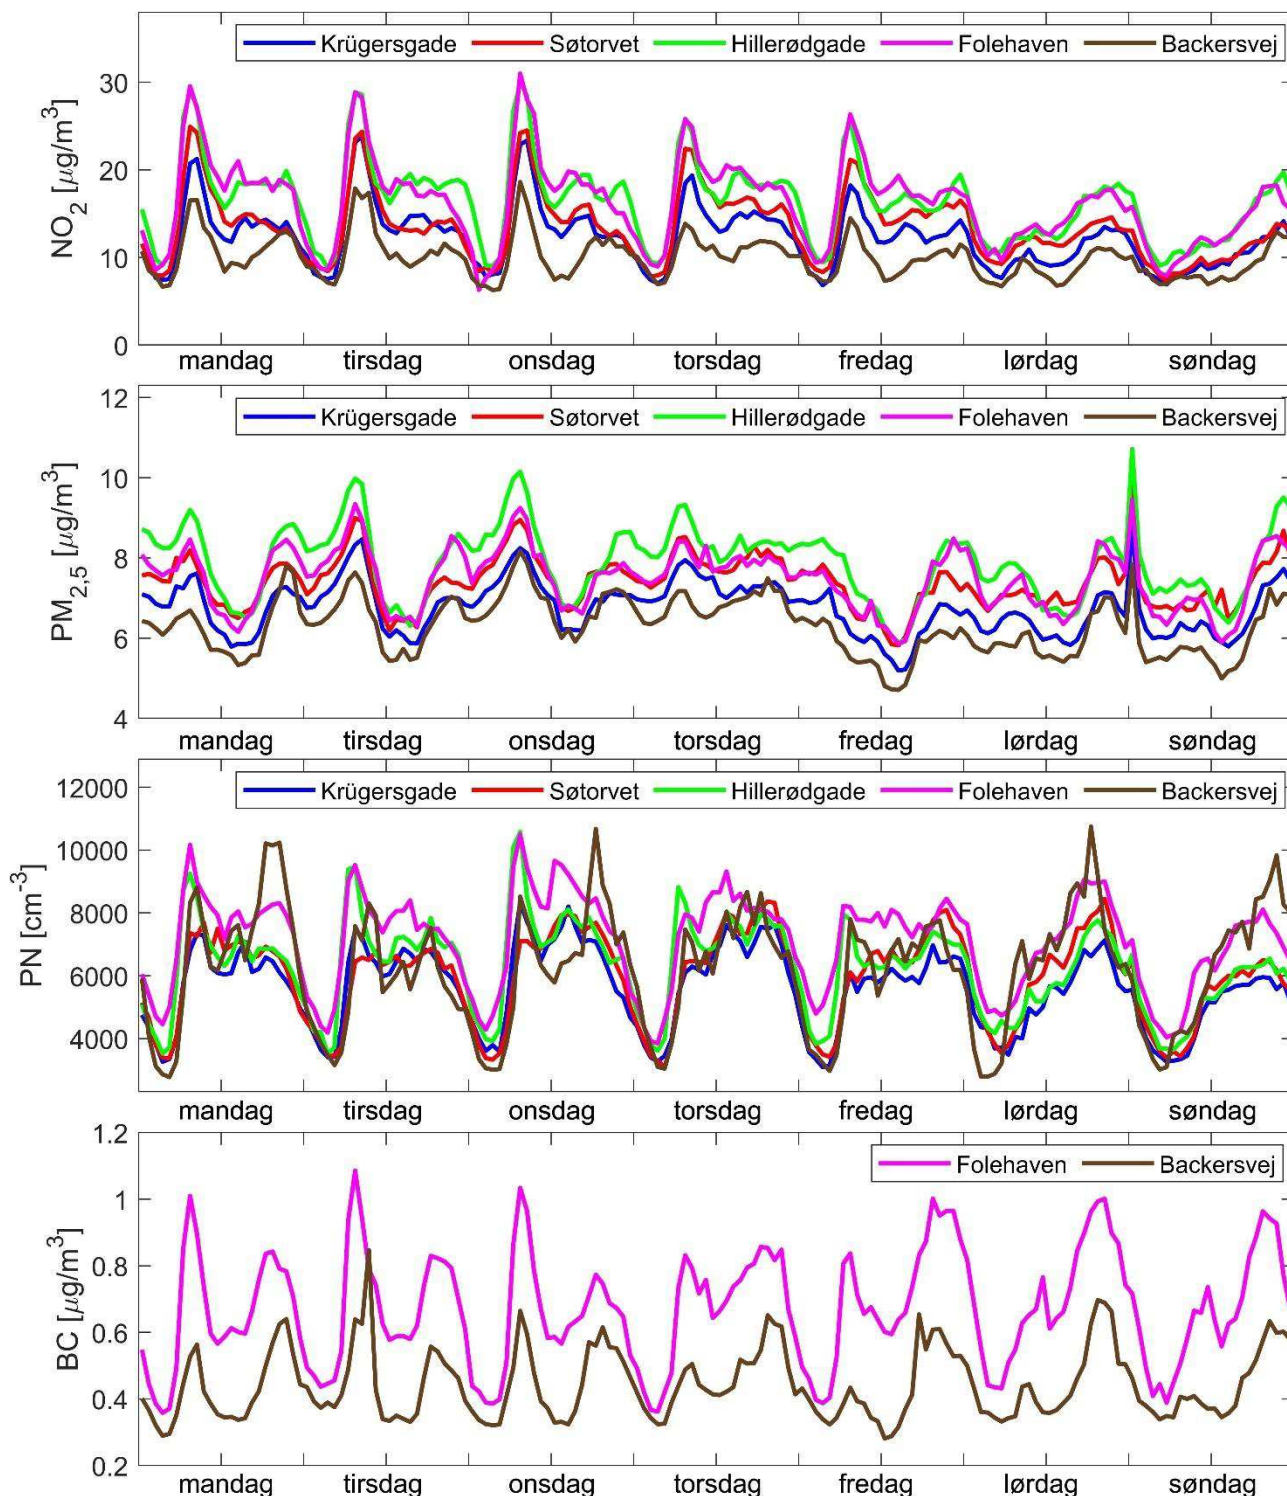 Krügersgade Søtorvet Hillerødgade Folehaven Backersvej
NO2 [μg/m3]
30
20
10
0
mandag tirsdag onsdag torsdag fredag lørdag søndag
Krügersgade Søtorvet Hillerødgade Folehaven Backersvej
PM2,5 [μg/m3]
12
10
8
6
4
mandag tirsdag onsdag torsdag fredag lørdag søndag
Krügersgade Søtorvet Hillerødgade Folehaven Backersvej
PN [cm-3]
12000
10000
8000
6000
4000
mandag tirsdag onsdag torsdag fredag lørdag søndag
Folehaven Backersvej
BC [μg/m3]
1.2
1
0.8
0.6
0.4
0.2
mandag tirsdag onsdag torsdag fredag lørdag søndag